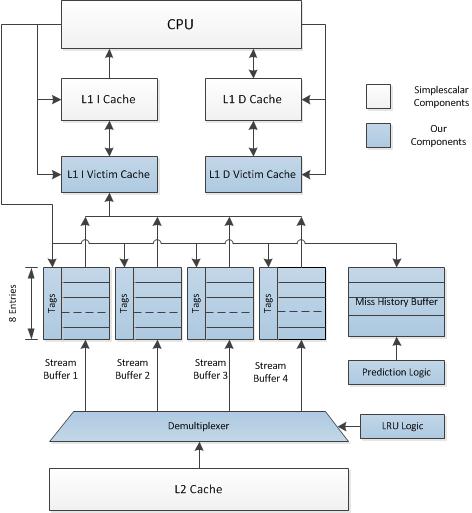 CPU
L1 I Cache
L1 D Cache
Simplescalar
Components
Our
Components
L1 I Victim Cache
L1 D Victim Cache
8 Entries
Tags
Tags
Tags
Tags
Miss History Buffer
Stream
Buffer 1
Stream
Buffer 2
Stream
Buffer 3
Stream
Buffer 4
Prediction Logic
Demultiplexer
LRU Logic
L2 Cache